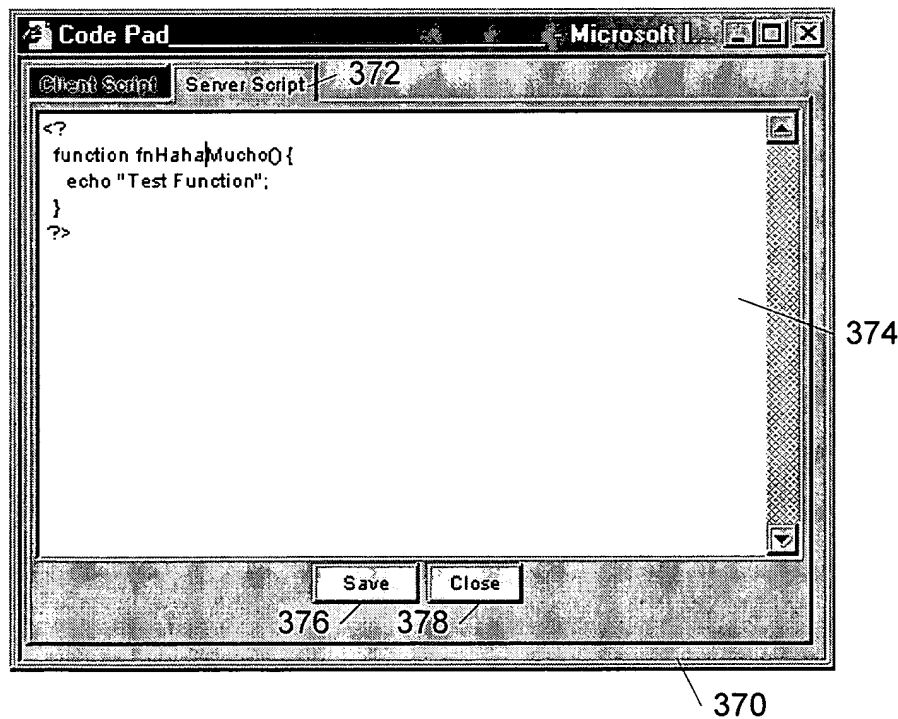 Code Pad - Microsoft I...
Client Script Server Script 372
<?
function fnHahaMucho() {
echo "Test Function";
}
?>
374
Save Close
376 378
370